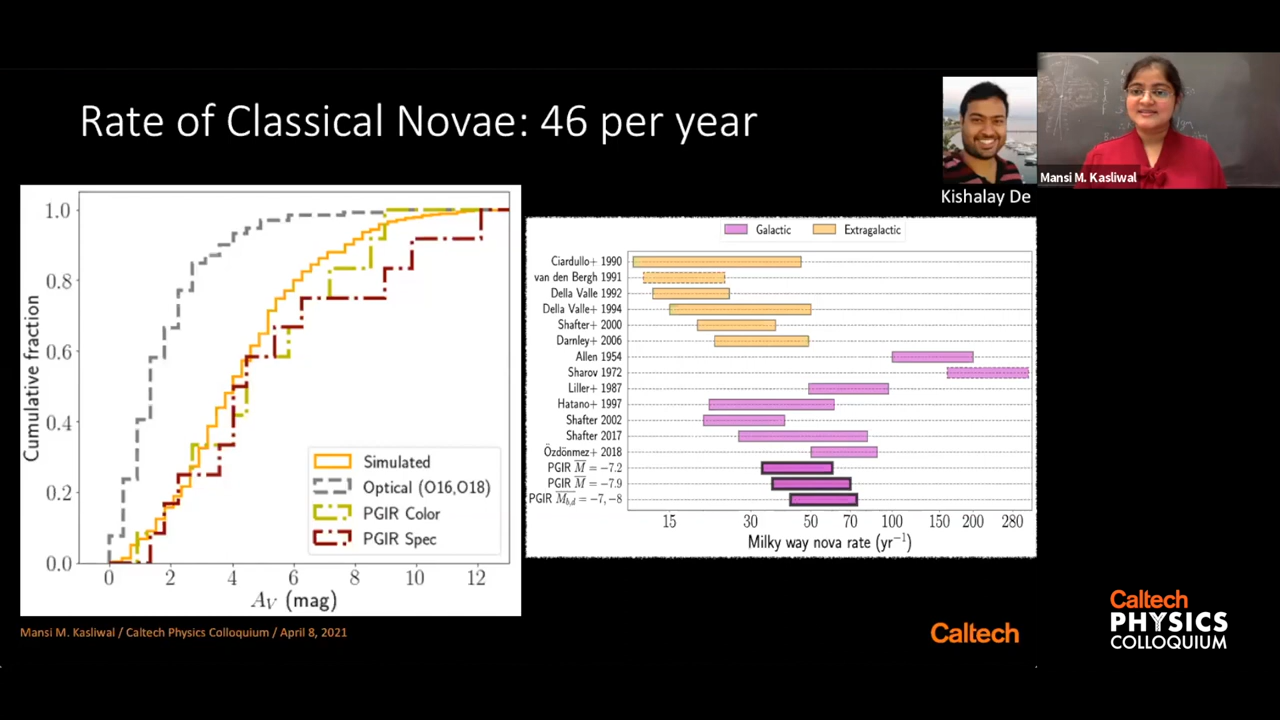 Rate of Classical Novae: 46 per year
Mansi M. Kasliwal
Kishalay De
1.0
0.8
0.6
0.4
0.2
0.0
Cumulative fraction
0 2 4 6 8 10 12
A_V (mag)
Simulated
Optical (O16,O18)
PGIR Color
PGIR Spec
Galactic Extragalactic
Ciardullo+ 1990
van den Bergh 1991
Della Valle 1992
Della Valle+ 1994
Shafter+ 2000
Darnley+ 2006
Allen 1954
Sharov 1972
Liller+ 1987
Hatano+ 1997
Shafter 2002
Shafter 2017
Özdönmez+ 2018
PGIR M̅ = −7.2
PGIR M̅ = −7.9
PGIR M̅_b,d = −7, −8
15 30 50 70 100 150 200 280
Milky way nova rate (yr⁻¹)
Mansi M. Kasliwal / Caltech Physics Colloquium / April 8, 2021
Caltech
Caltech
PHYSICS
COLLOQUIUM